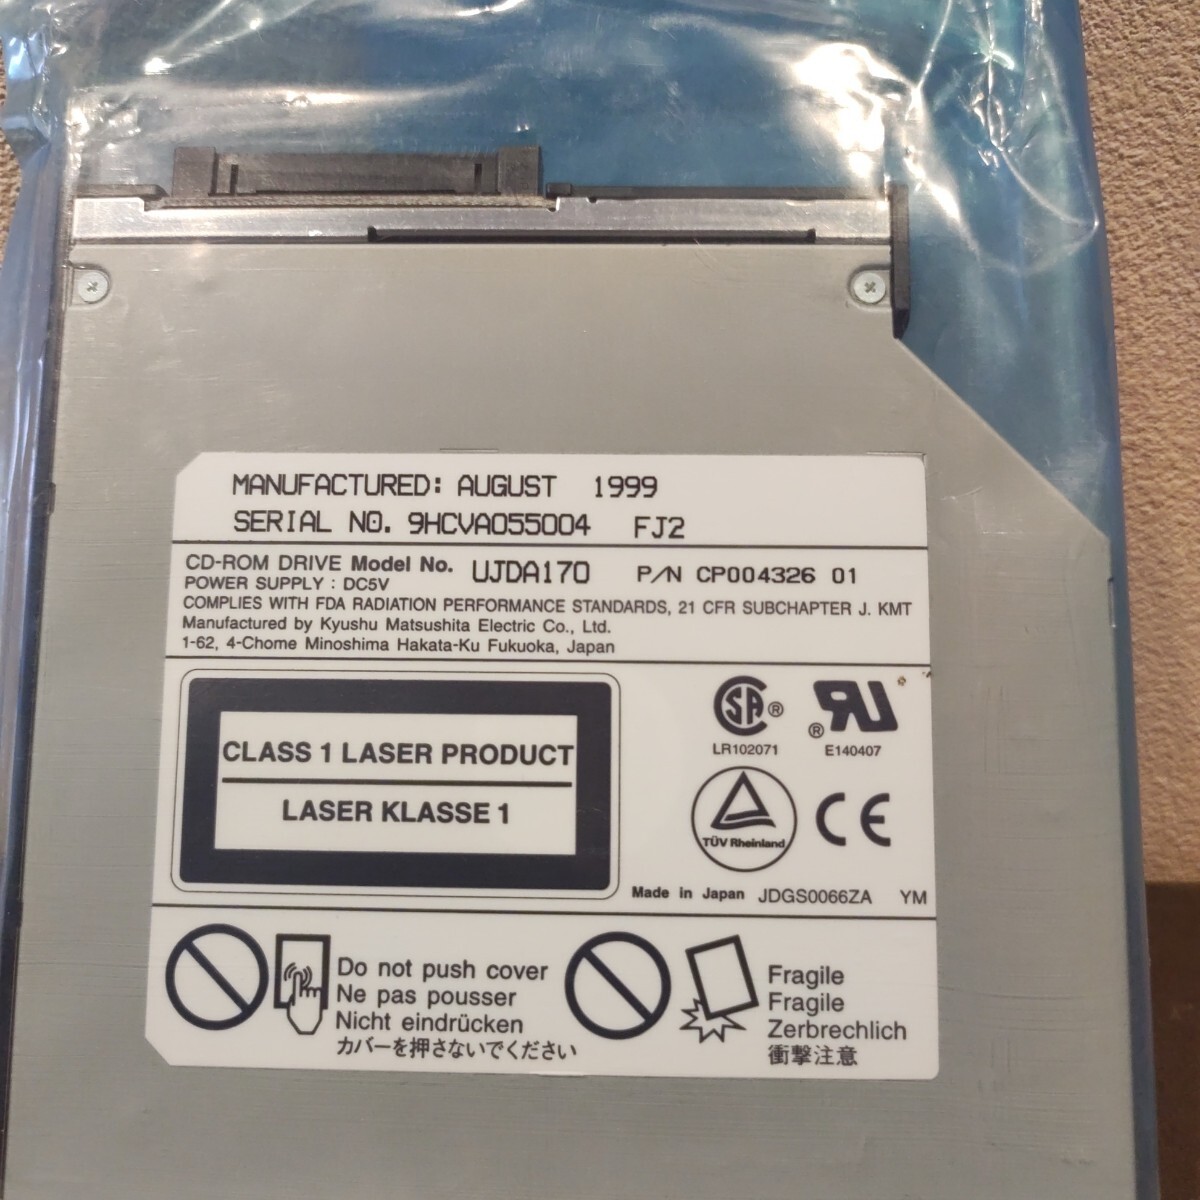 MANUFACTURED: AUGUST 1999
SERIAL NO. 9HCVA055004 FJ2
CD-ROM DRIVE Model No. UJDA170 P/N CP004326 01
POWER SUPPLY : DC5V
COMPLIES WITH FDA RADIATION PERFORMANCE STANDARDS, 21 CFR SUBCHAPTER J. KMT
Manufactured by Kyushu Matsushita Electric Co., Ltd.
1-62, 4-Chome Minoshima Hakata-Ku Fukuoka, Japan
CLASS 1 LASER PRODUCT
LASER KLASSE 1
SA ®
LR102071
® RU
E140407
TÜV Rheinland
CE
Made in Japan JDGS0066ZA YM
Do not push cover
Ne pas pousser
Nicht eindrücken
カバーを押さないでください
Fragile
Fragile
Zerbrechlich
衝撃注意